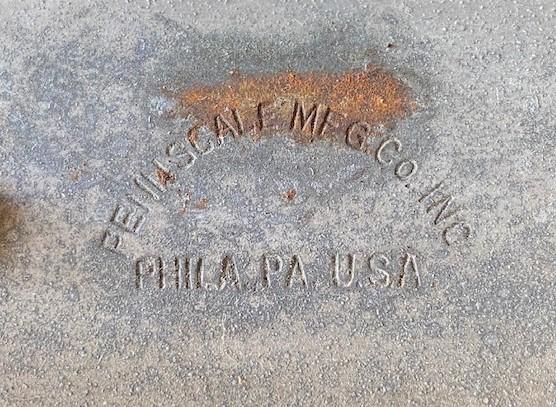 PENN SCALE MFG. CO. INC.
PHILA. PA. U.S.A.